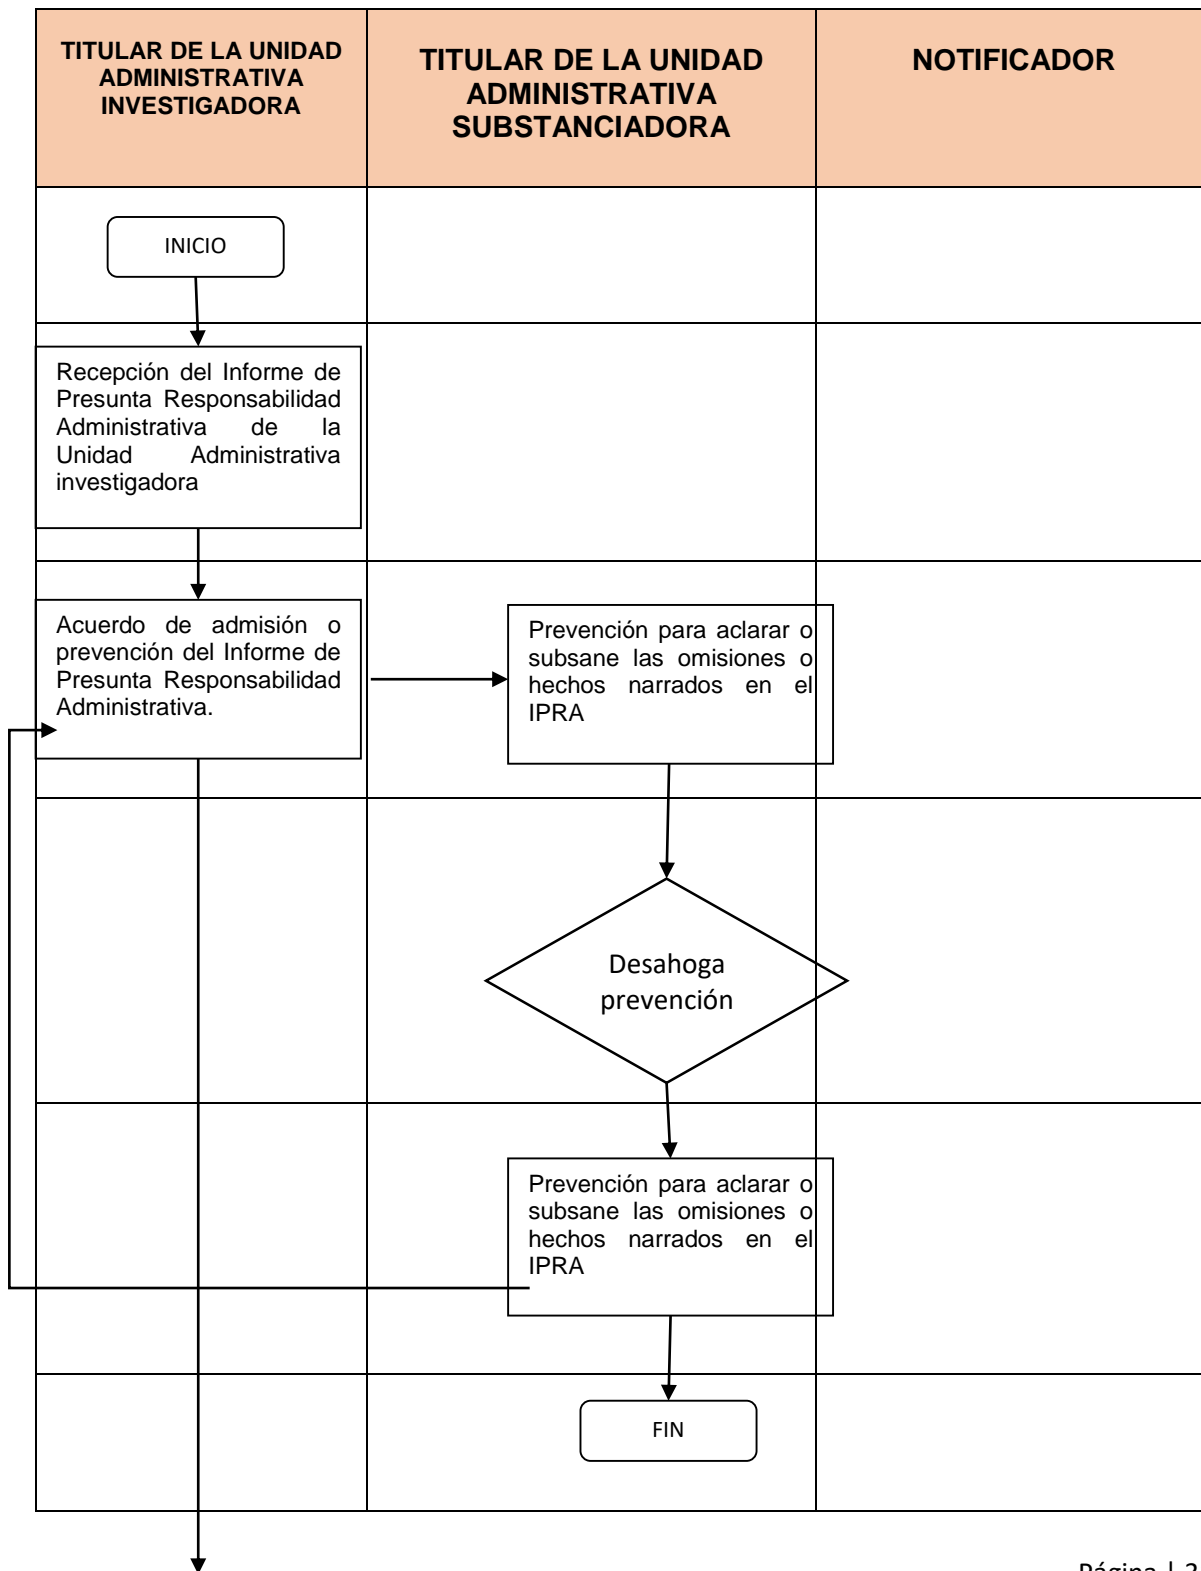 TITULAR DE LA UNIDAD
ADMINISTRATIVA
INVESTIGADORA
TITULAR DE LA UNIDAD
ADMINISTRATIVA
SUBSTANCIADORA
NOTIFICADOR
INICIO
Recepción del Informe de
Presunta Responsabilidad
Administrativa de la
Unidad Administrativa
investigadora
Acuerdo de admisión o
prevención del Informe de
Presunta Responsabilidad
Administrativa.
Prevención para aclarar o
subsane las omisiones o
hechos narrados en el
IPRA
Desahoga
prevención
Prevención para aclarar o
subsane las omisiones o
hechos narrados en el
IPRA
FIN
Página |